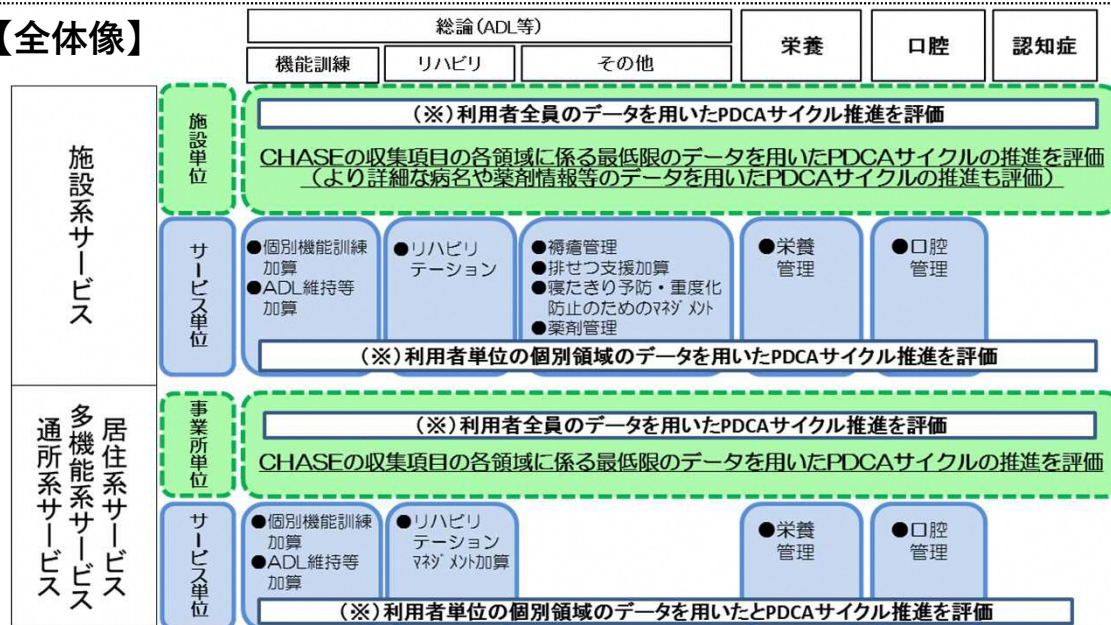 【全体像】
総論(ADL等)
機能訓練
リハビリ
その他
栄養
口腔
認知症
施設系サービス
施設単位
(※)利用者全員のデータを用いたPDCAサイクル推進を評価
CHASEの収集項目の各領域に係る最低限のデータを用いたPDCAサイクルの推進を評価
(より詳細な病名や薬剤情報等のデータを用いたPDCAサイクルの推進も評価)
サービス単位
●個別機能訓練
加算
●ADL維持等
加算
●リハビリ
テーション
●褥瘡管理
●排せつ支援加算
●寝たきり予防・重度化
防止のためのマネジメント
●薬剤管理
●栄養
管理
●口腔
管理
(※)利用者単位の個別領域のデータを用いたPDCAサイクル推進を評価
居住系サービス
多機能系サービス
通所系サービス
事業所単位
(※)利用者全員のデータを用いたPDCAサイクル推進を評価
CHASEの収集項目の各領域に係る最低限のデータを用いたPDCAサイクルの推進を評価
サービス単位
●個別機能訓練
加算
●ADL維持等
加算
●リハビリ
テーション
マネジメント加算
●栄養
管理
●口腔
管理
(※)利用者単位の個別領域のデータを用いたとPDCAサイクル推進を評価